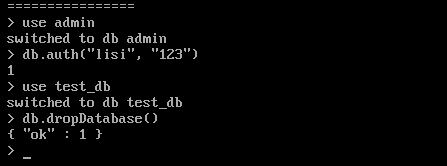 ================
> use admin
switched to db admin
> db.auth("lisi", "123")
1
> use test_db
switched to db test_db
> db.dropDatabase()
{ "ok" : 1 }
> _